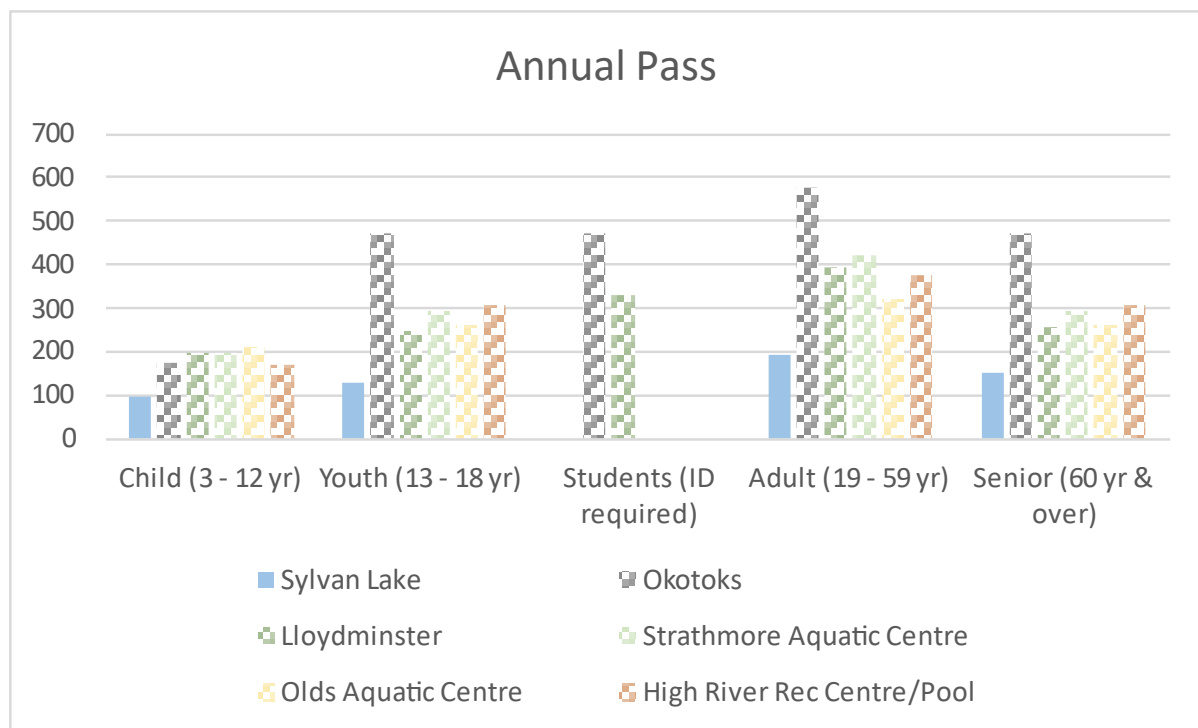 Annual Pass
700
600
500
400
300
200
100
0
Child (3 - 12 yr) Youth (13 - 18 yr) Students (ID Adult (19 - 59 yr) Senior (60 yr &
required) over)
Sylvan Lake Okotoks
Lloydminster Strathmore Aquatic Centre
Olds Aquatic Centre High River Rec Centre/Pool